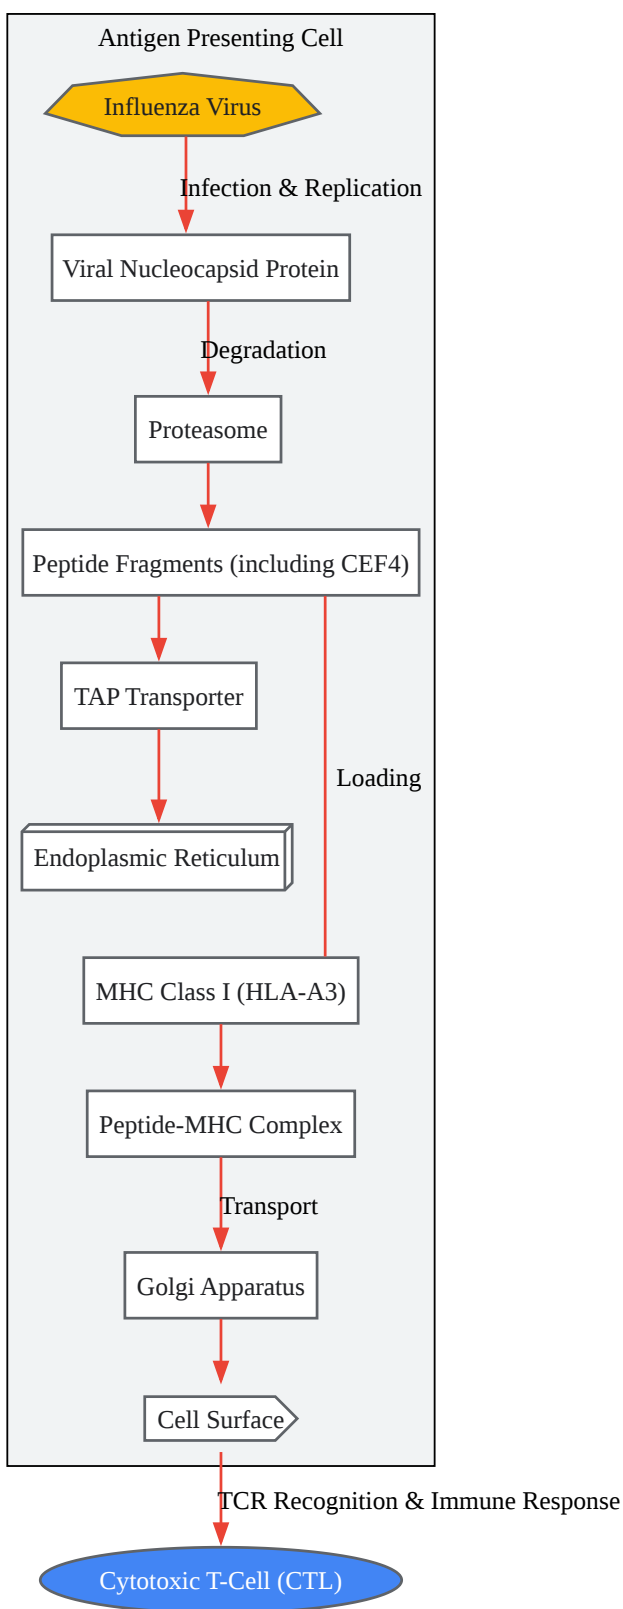 Antigen Presenting Cell
Influenza Virus
Infection & Replication
Viral Nucleocapsid Protein
Degradation
Proteasome
Peptide Fragments (including CEF4)
TAP Transporter
Loading
Endoplasmic Reticulum
MHC Class I (HLA-A3)
Peptide-MHC Complex
Transport
Golgi Apparatus
Cell Surface
TCR Recognition & Immune Response
Cytotoxic T-Cell (CTL)